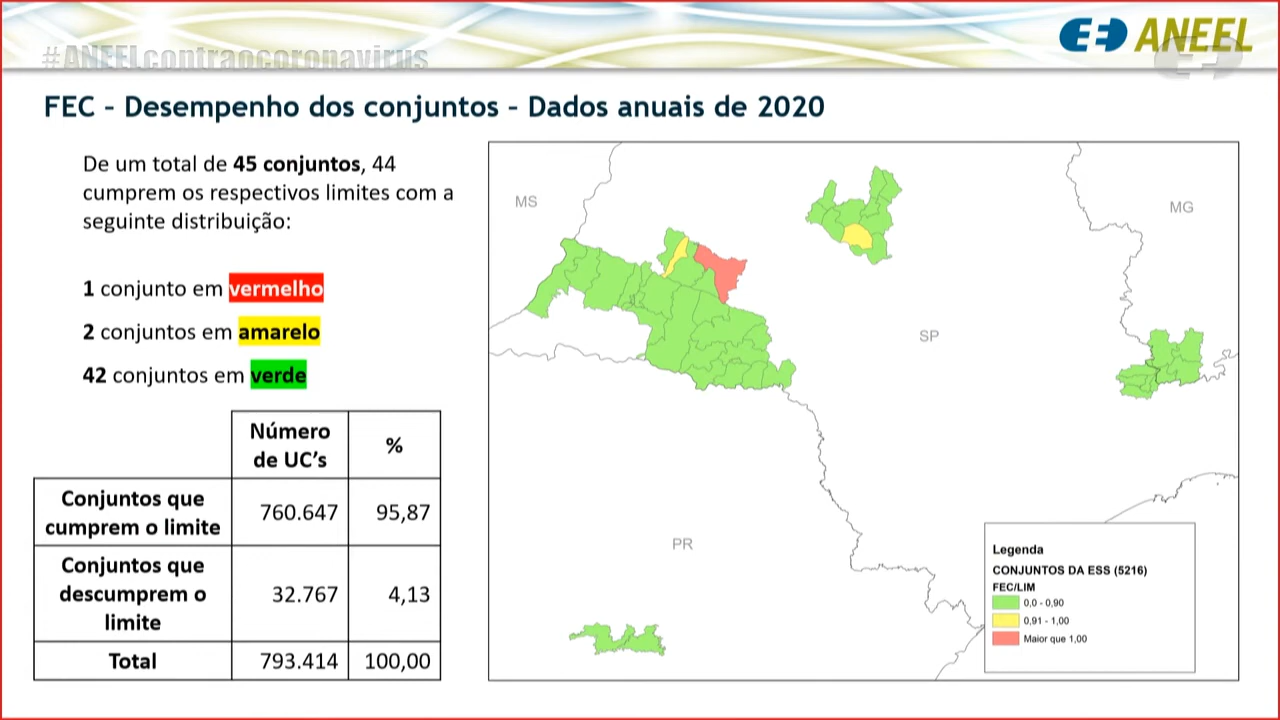 #ANEELcontraocoronavirus
ANEEL
FEC – Desempenho dos conjuntos – Dados anuais de 2020
De um total de 45 conjuntos, 44
cumprem os respectivos limites com a
seguinte distribuição:
1 conjunto em vermelho
2 conjuntos em amarelo
42 conjuntos em verde
Número
de UC's
%
Conjuntos que
cumprem o limite
760.647
95,87
Conjuntos que
descumprem o
limite
32.767
4,13
Total
793.414
100,00
MS
MG
SP
PR
Legenda
CONJUNTOS DA ESS (5216)
FEC/LIM
0,0 - 0,90
0,91 - 1,00
Maior que 1,00